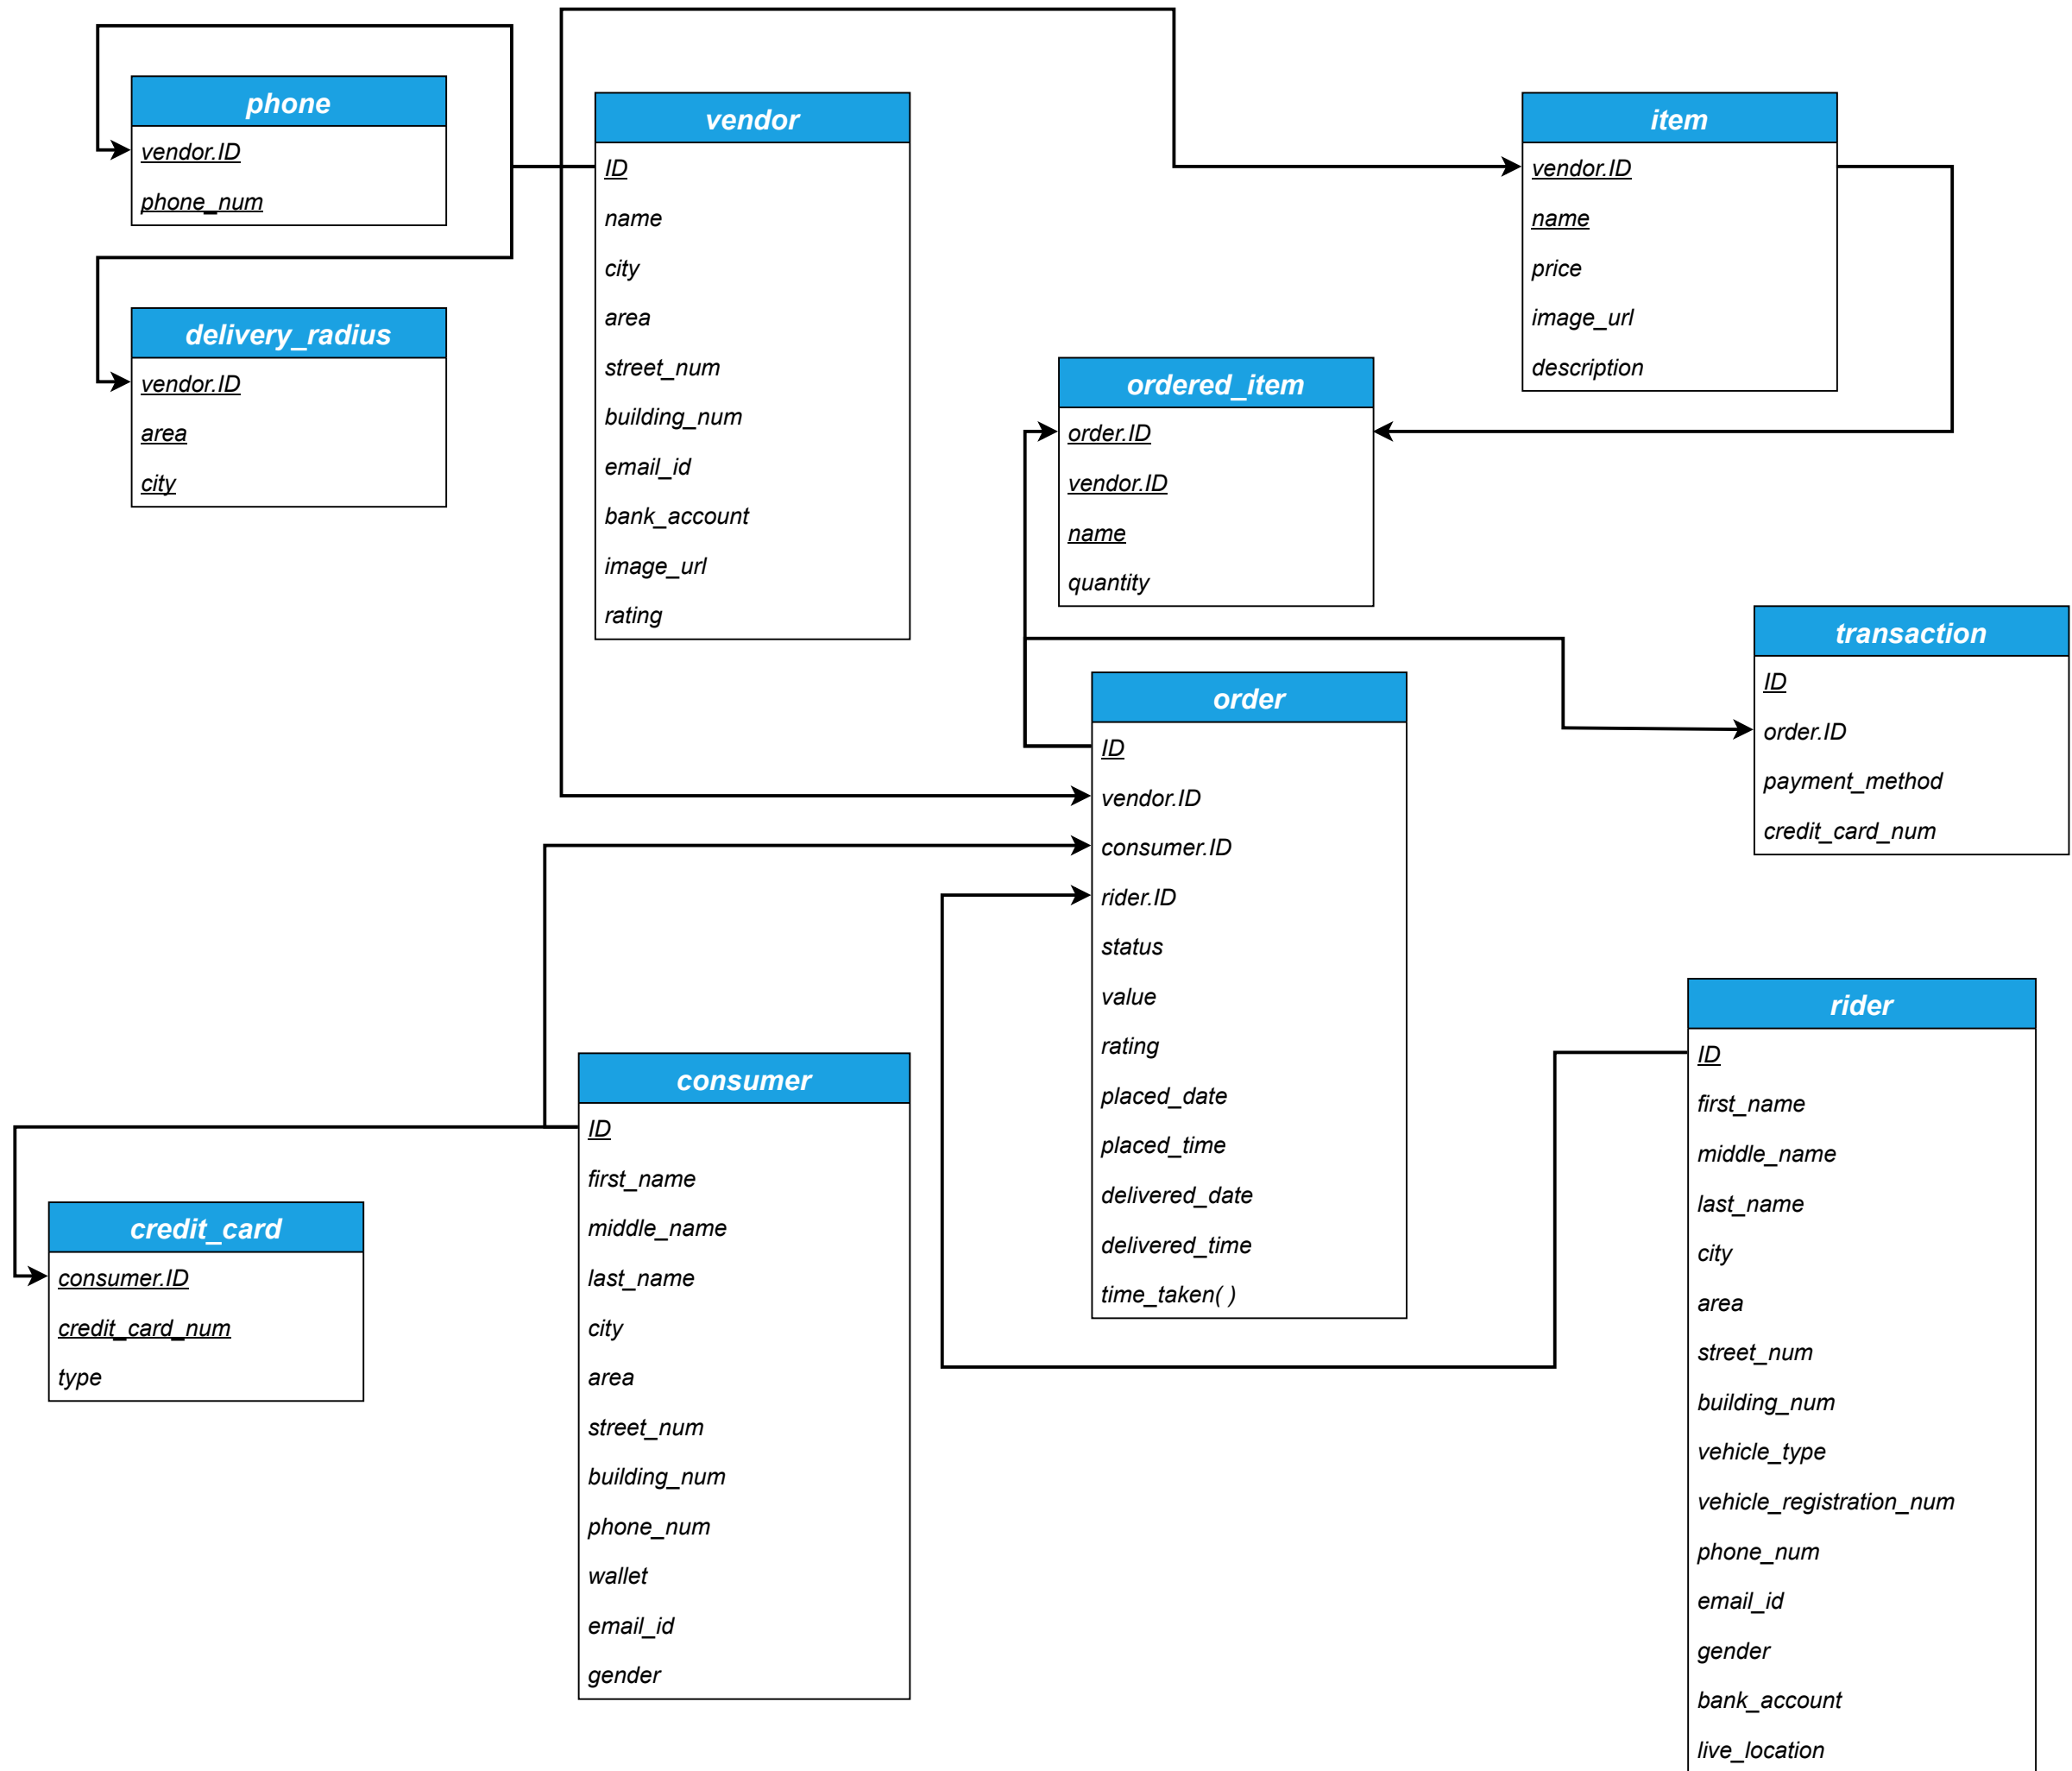 phone
vendor.ID
phone_num
vendor
ID
name
city
area
street_num
building_num
email_id
bank_account
image_url
rating
item
vendor.ID
name
price
image_url
description
delivery_radius
vendor.ID
area
city
ordered_item
order.ID
vendor.ID
name
quantity
transaction
ID
order.ID
payment_method
credit_card_num
order
ID
vendor.ID
consumer.ID
rider.ID
status
value
rating
placed_date
placed_time
delivered_date
delivered_time
time_taken( )
rider
ID
first_name
middle_name
last_name
city
area
street_num
building_num
vehicle_type
vehicle_registration_num
phone_num
email_id
gender
bank_account
live_location
consumer
ID
first_name
middle_name
last_name
city
area
street_num
building_num
phone_num
wallet
email_id
gender
credit_card
consumer.ID
credit_card_num
type